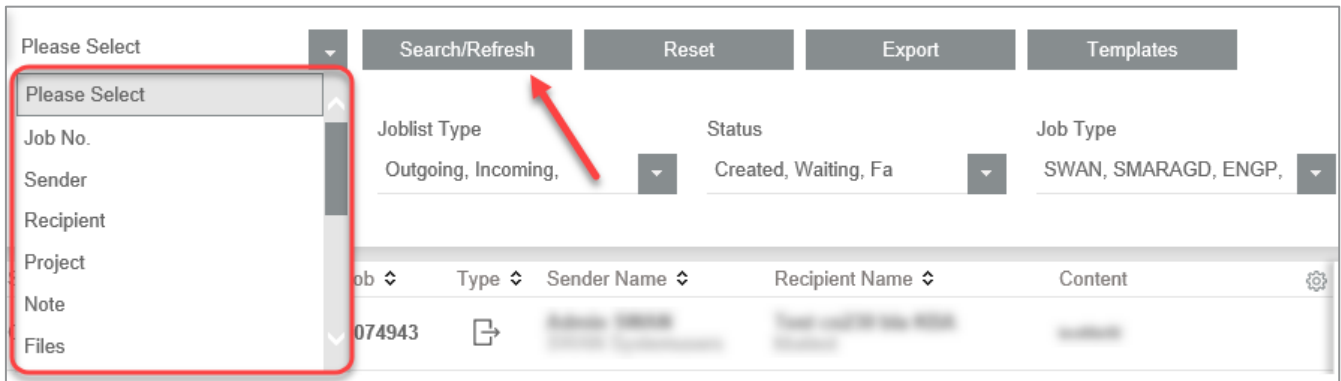 Please Select
Search/Refresh
Reset
Export
Templates
Please Select
Job No.
Sender
Recipient
Project
Note
Files
Joblist Type
Outgoing, Incoming,
Status
Created, Waiting, Fa
Job Type
SWAN, SMARAGD, ENGP,
ob
Type
Sender Name
Recipient Name
Content
074943